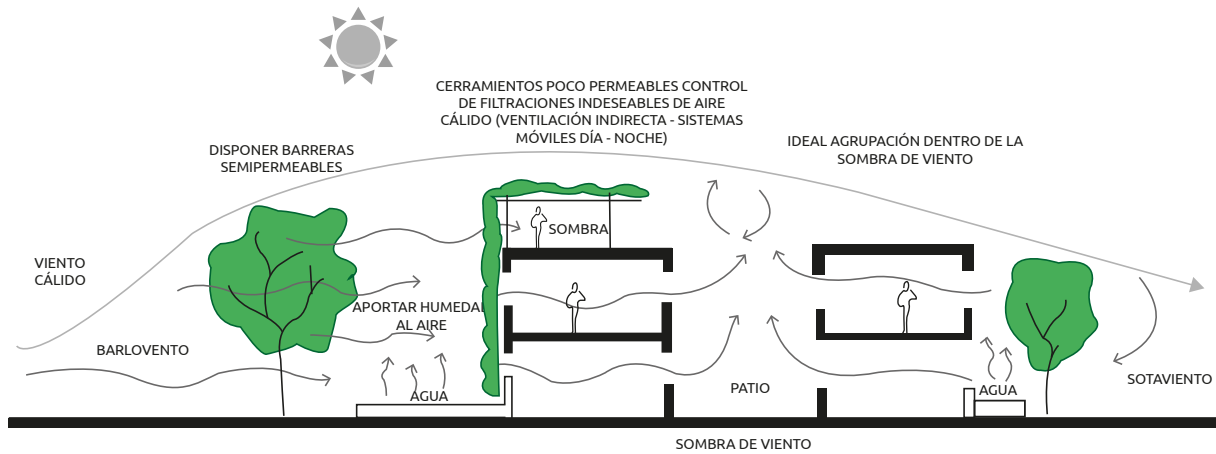 CERRAMIENTOS POCO PERMEABLES CONTROL
DE FILTRACIONES INDESEABLES DE AIRE
CÁLIDO (VENTILACIÓN INDIRECTA - SISTEMAS
MÓVILES DÍA - NOCHE)
DISPONER BARRERAS
SEMIPERMEABLES
IDEAL AGRUPACIÓN DENTRO DE LA
SOMBRA DE VIENTO
SOMBRA
VIENTO
CÁLIDO
APORTAR HUMEDAD
AL AIRE
BARLOVENTO
AGUA
PATIO
AGUA
SOTAVIENTO
SOMBRA DE VIENTO